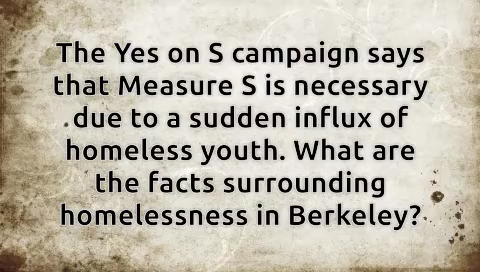 The Yes on S campaign says
that Measure S is necessary
due to a sudden influx of
homeless youth. What are
the facts surrounding
homelessness in Berkeley?